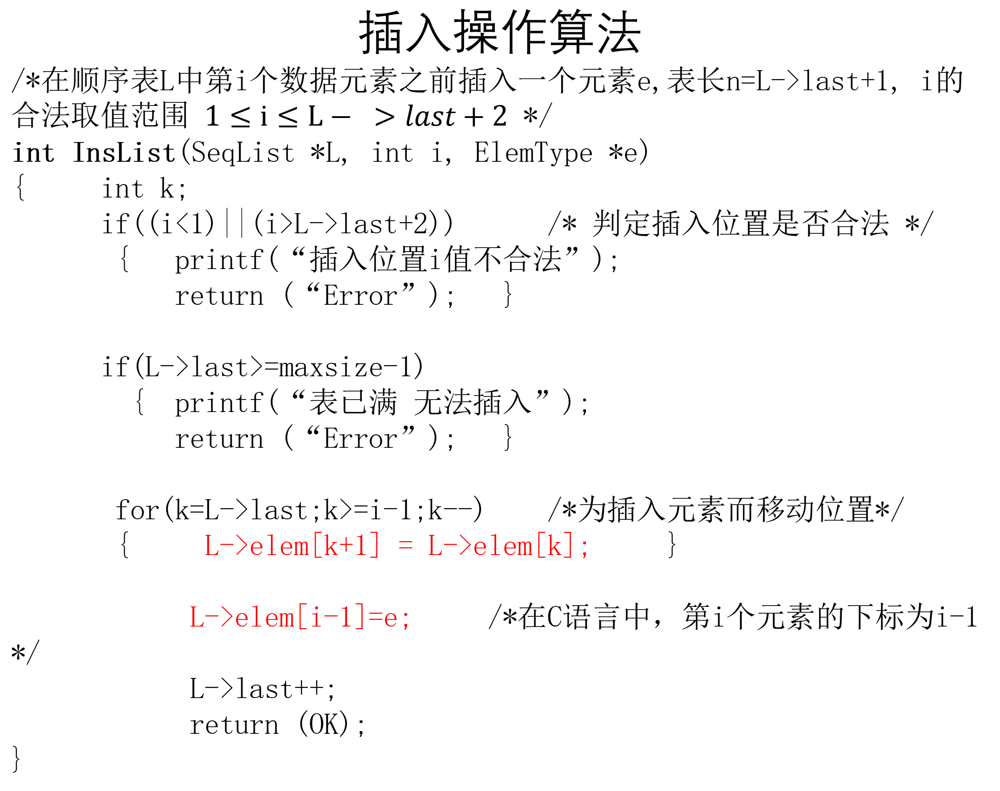 插入操作算法
/*在顺序表L中第i个数据元素之前插入一个元素e,表长n=L->last+1, i的
合法取值范围 1 ≤ i ≤ L − > last + 2 */
int InsList(SeqList *L, int i, ElemType *e)
{ int k;
if((i<1)||(i>L->last+2)) /* 判定插入位置是否合法 */
{ printf(“插入位置i值不合法”);
return (“Error”); }
if(L->last>=maxsize-1)
{ printf(“表已满 无法插入”);
return (“Error”); }
for(k=L->last;k>=i-1;k--) /*为插入元素而移动位置*/
{ L->elem[k+1] = L->elem[k]; }
L->elem[i-1]=e; /*在C语言中，第i个元素的下标为i-1
*/
L->last++;
return (OK);
}